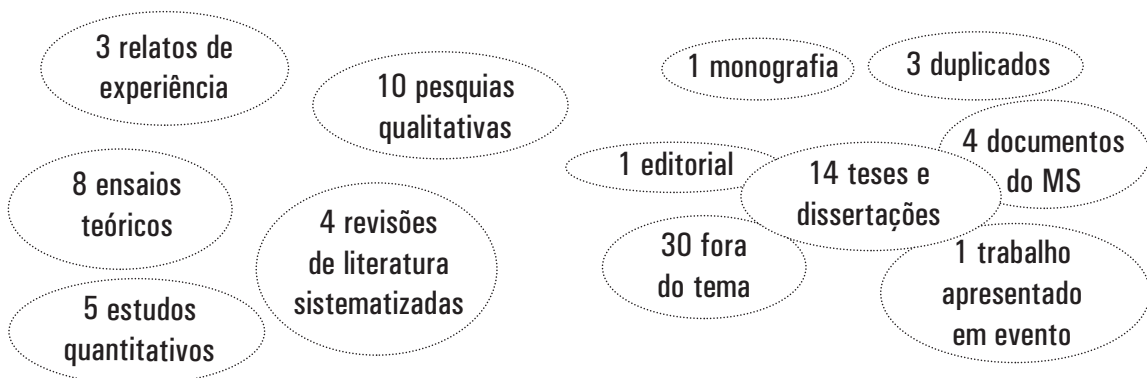 3 relatos de
experiência
10 pesquias
qualitativas
8 ensaios
teóricos
4 revisões
de literatura
sistematizadas
5 estudos
quantitativos
1 monografia
3 duplicados
1 editorial
14 teses e
dissertações
4 documentos
do MS
30 fora
do tema
1 trabalho
apresentado
em evento